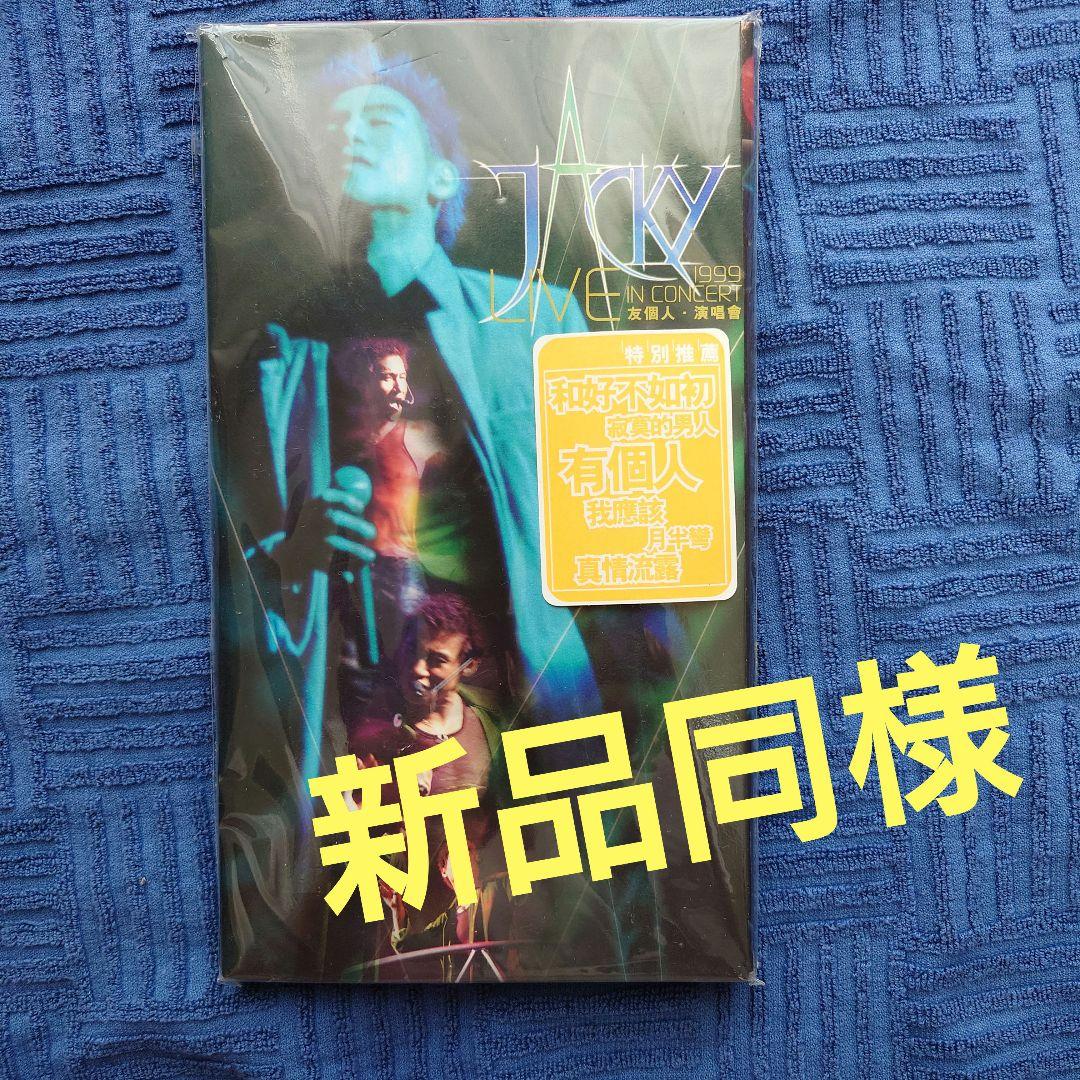 JACKY
LIVE 1999
IN CONCERT
友個人·演唱會
特別推薦
和好不如初
寂寞的男人
有個人
我應該
月半彎
真情流露
新品同様